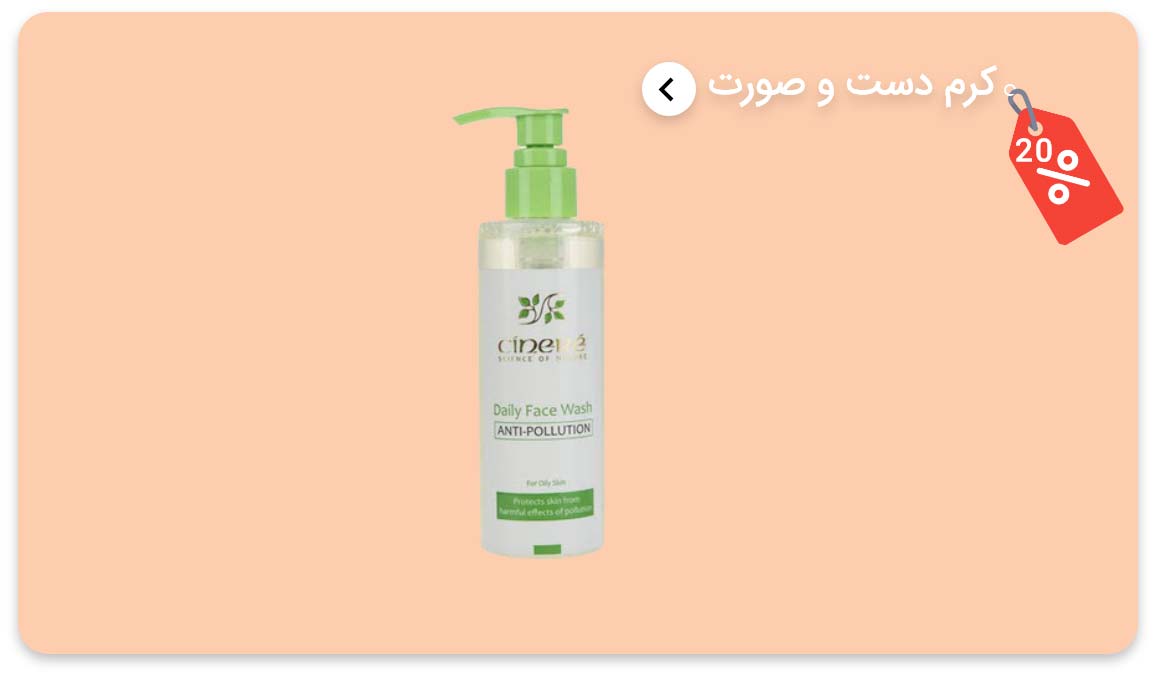 کرم دست و صورت
20%
cíneré
SCIENCE OF NATURE
Daily Face Wash
ANTI-POLLUTION
For Oily Skin
Protects skin from
harmful effects of pollution